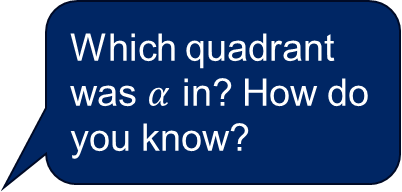 Which quadrant
was 𝛼 in? How do
you know?